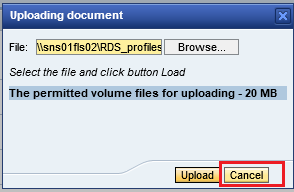 Uploading document
File: \\sns01fls02\RDS_profiles Browse...
Select the file and click button Load
The permitted volume files for uploading - 20 MB
Upload Cancel